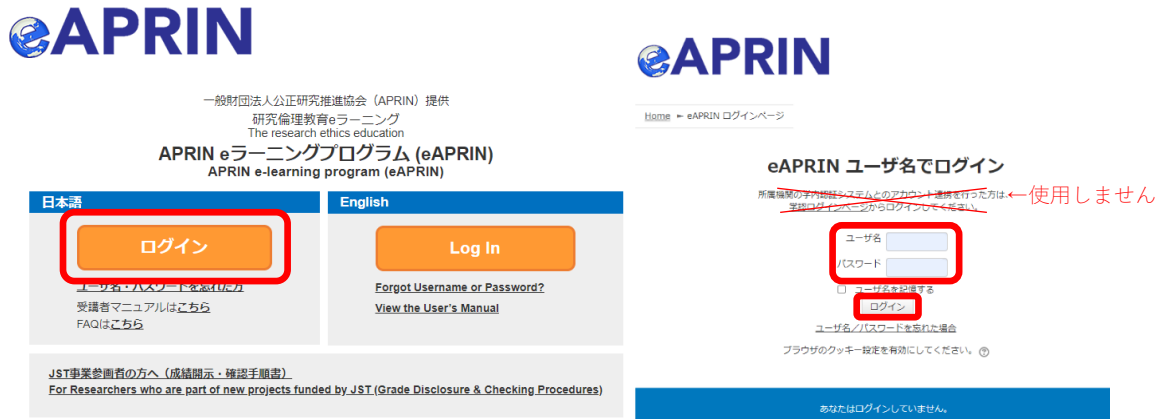 eAPRIN
一般財団法人公正研究推進協会（APRIN）提供
研究倫理教育eラーニング
The research ethics education
APRIN eラーニングプログラム (eAPRIN)
APRIN e-learning program (eAPRIN)
日本語
ログイン
ユーザ名・パスワードを忘れた方
受講者マニュアルはこちら
FAQはこちら
English
Log In
Forgot Username or Password?
View the User's Manual
JST事業参画者の方へ（成績開示・確認手順書）
For Researchers who are part of new projects funded by JST (Grade Disclosure & Checking Procedures)
eAPRIN
Home ► eAPRIN ログインページ
eAPRIN ユーザ名でログイン
所属機関の学内認証システムとのアカウント連携を行った方は、
学認ログインページからログインしてください。
←使用しません
ユーザ名
パスワード
ユーザ名を記憶する
ログイン
ユーザ名／パスワードを忘れた場合
ブラウザのクッキー設定を有効にしてください。 ?
あなたはログインしていません。